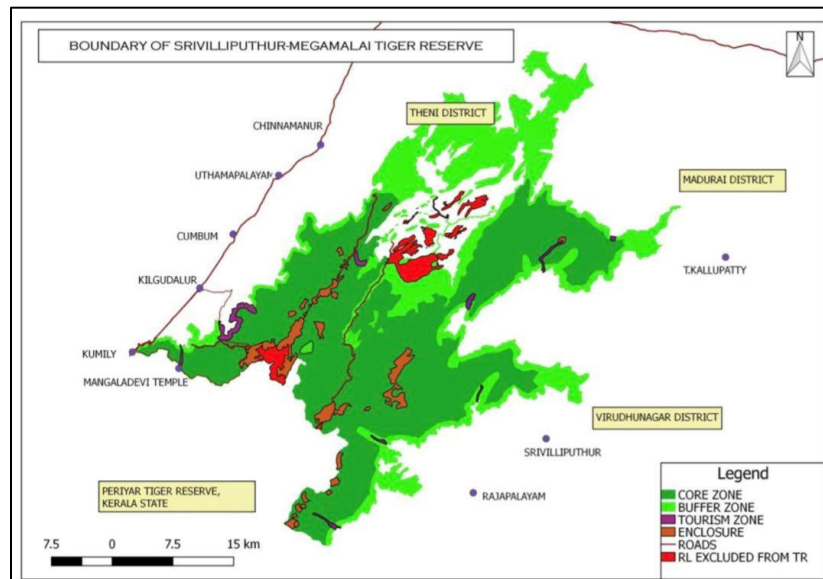 BOUNDARY OF SRIVILLIPUTHUR-MEGAMALAI TIGER RESERVE
N
THENI DISTRICT
CHINNAMANUR
UTHAMAPALAYAM
MADURAI DISTRICT
CUMBUM
T.KALLUPATTY
KILGUDALUR
KUMILY
MANGALADEVI TEMPLE
VIRUDHUNAGAR DISTRICT
SRIVILLIPUTHUR
PERIYAR TIGER RESERVE,
KERALA STATE
RAJAPALAYAM
Legend
CORE ZONE
BUFFER ZONE
TOURISM ZONE
ENCLOSURE
ROADS
RL EXCLUDED FROM TR
7.5 0 7.5 15 km